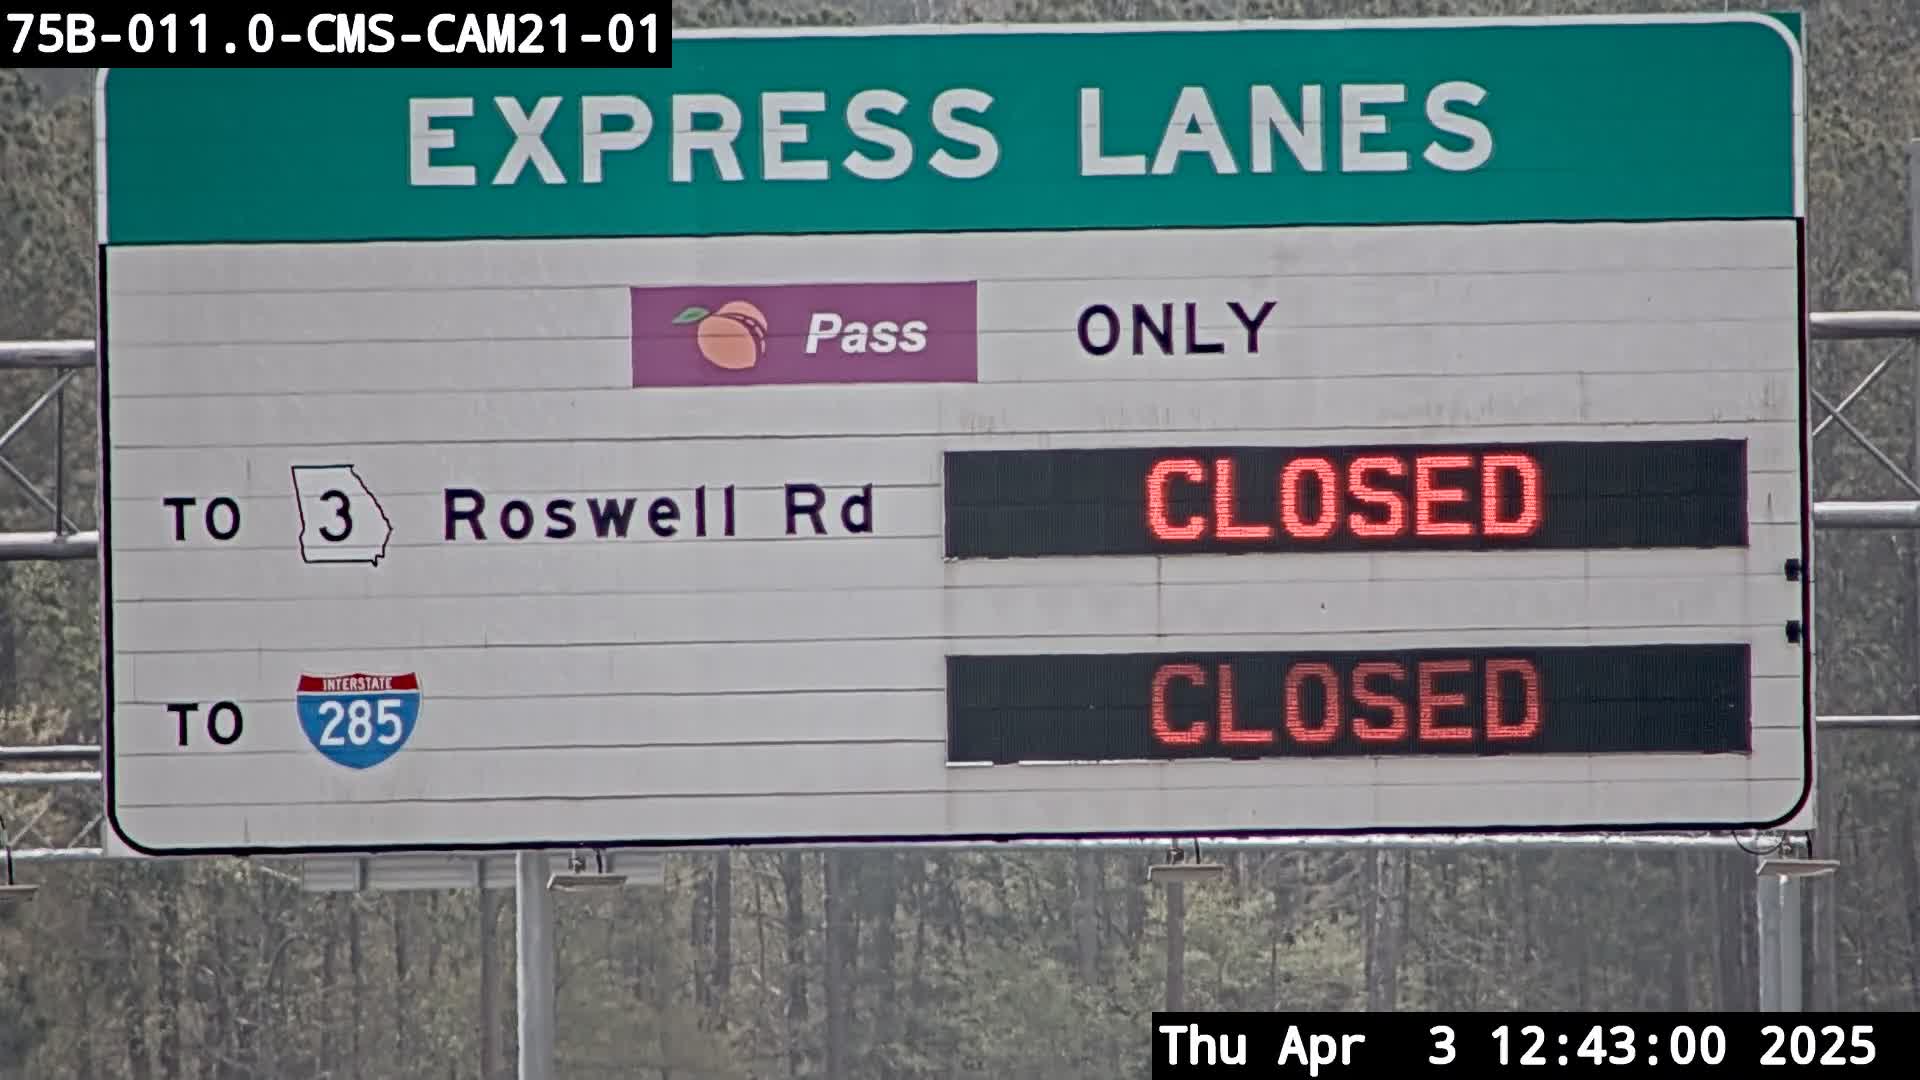 75B-011.0-CMS-CAM21-01
EXPRESS LANES
Pass ONLY
TO 3 Roswell Rd CLOSED
TO INTERSTATE 285 CLOSED
Thu Apr 3 12:43:00 2025